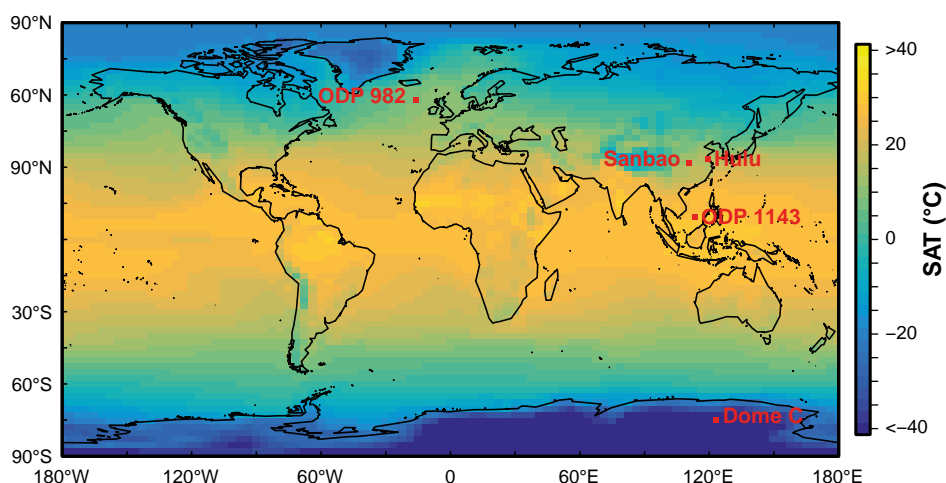 90°N
60°N
90°N
30°S
60°S
90°S
180°W
120°W
60°W
0
60°E
120°E
180°E
ODP 982
Sanbao
Hulu
ODP 1143
Dome C
>40
20
0
−20
<−40
SAT (°C)